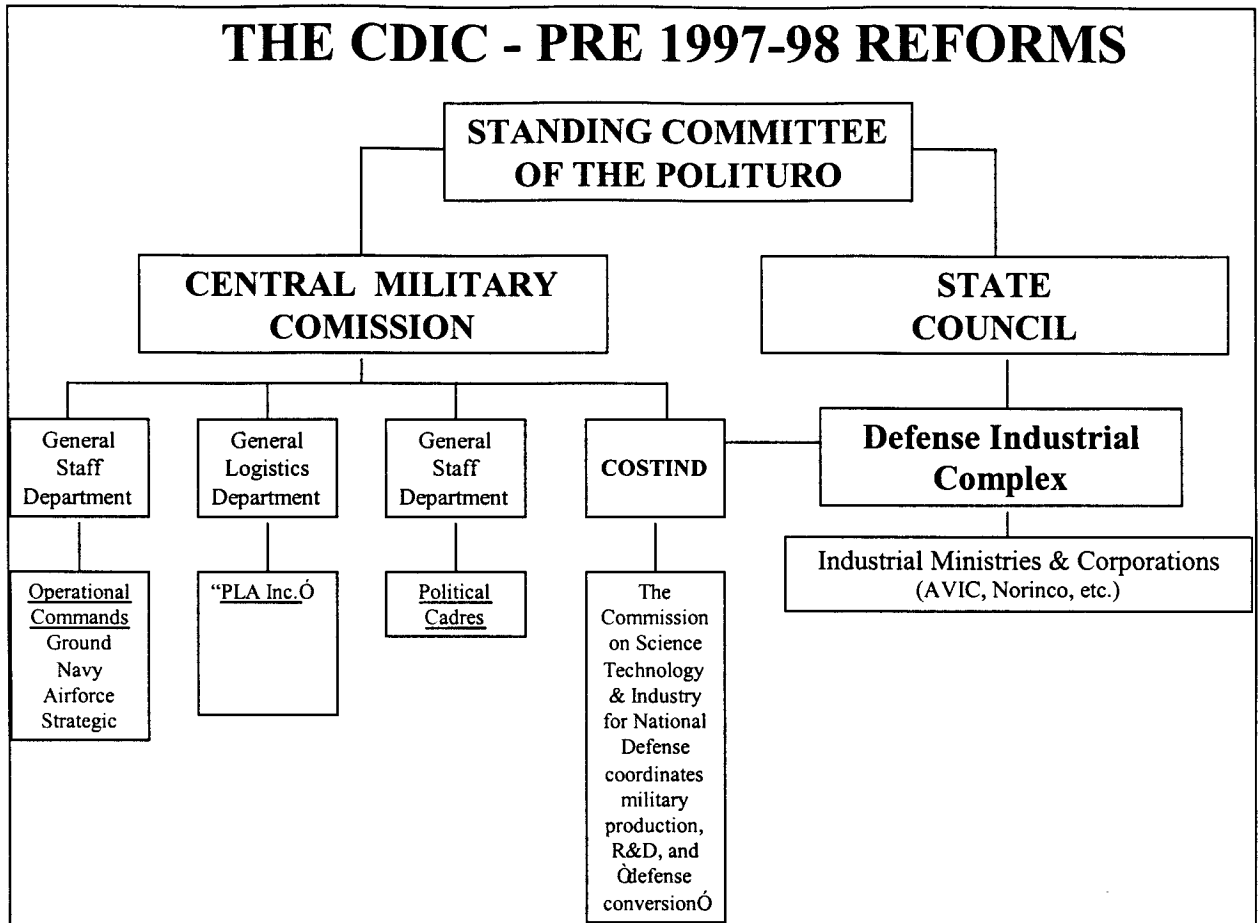 THE CDIC - PRE 1997-98 REFORMS
STANDING COMMITTEE
OF THE POLITURO
CENTRAL MILITARY
COMISSION
STATE
COUNCIL
General
Staff
Department
General
Logistics
Department
General
Staff
Department
COSTIND
Defense Industrial
Complex
Operational
Commands
Ground
Navy
Airforce
Strategic
“PLA Inc.Ó
Political
Cadres
The
Commission
on Science
Technology
& Industry
for National
Defense
coordinates
military
production,
R&D, and
Òdefense
conversionÓ
Industrial Ministries & Corporations
(AVIC, Norinco, etc.)